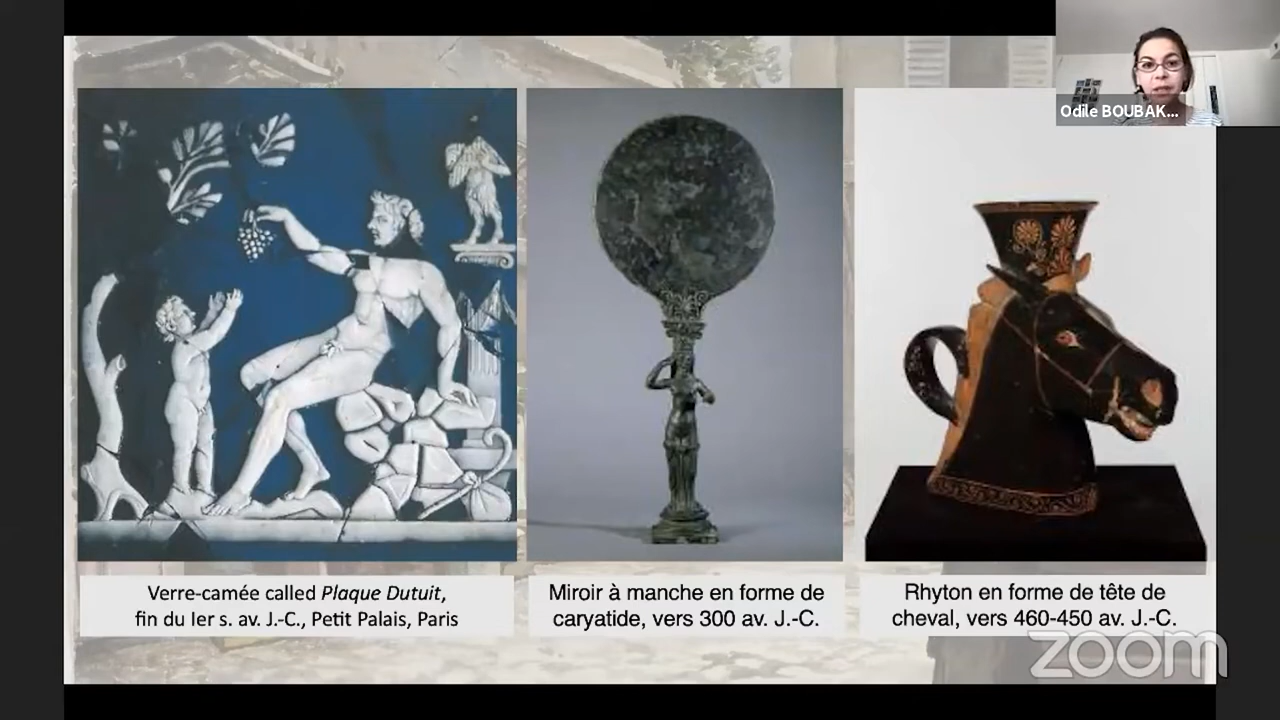 Odile BOUBAK...
Verre-camée called Plaque Dutuit,
fin du Ier s. av. J.-C., Petit Palais, Paris
Miroir à manche en forme de
caryatide, vers 300 av. J.-C.
Rhyton en forme de tête de
cheval, vers 460-450 av. J.-C.
zoom